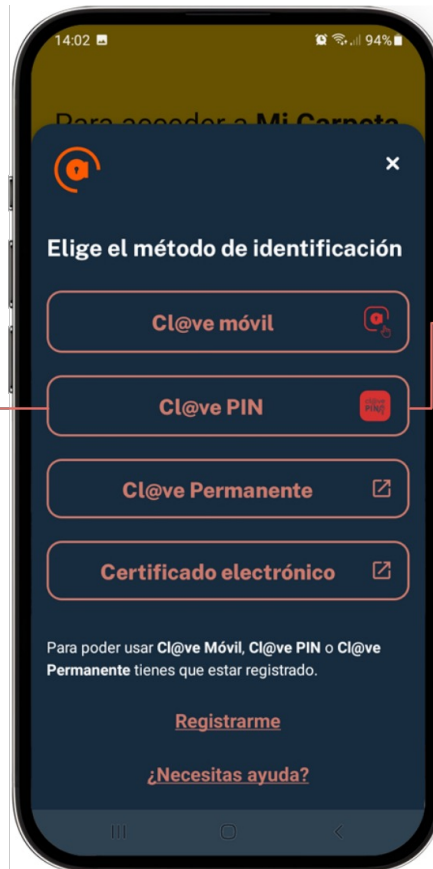 14:02
94%
Para acceder a Mi Carpeta
Elige el método de identificación
Cl@ve móvil
Cl@ve PIN
Cl@ve Permanente
Certificado electrónico
Para poder usar Cl@ve Móvil, Cl@ve PIN o Cl@ve
Permanente tienes que estar registrado.
Registrarme
¿Necesitas ayuda?